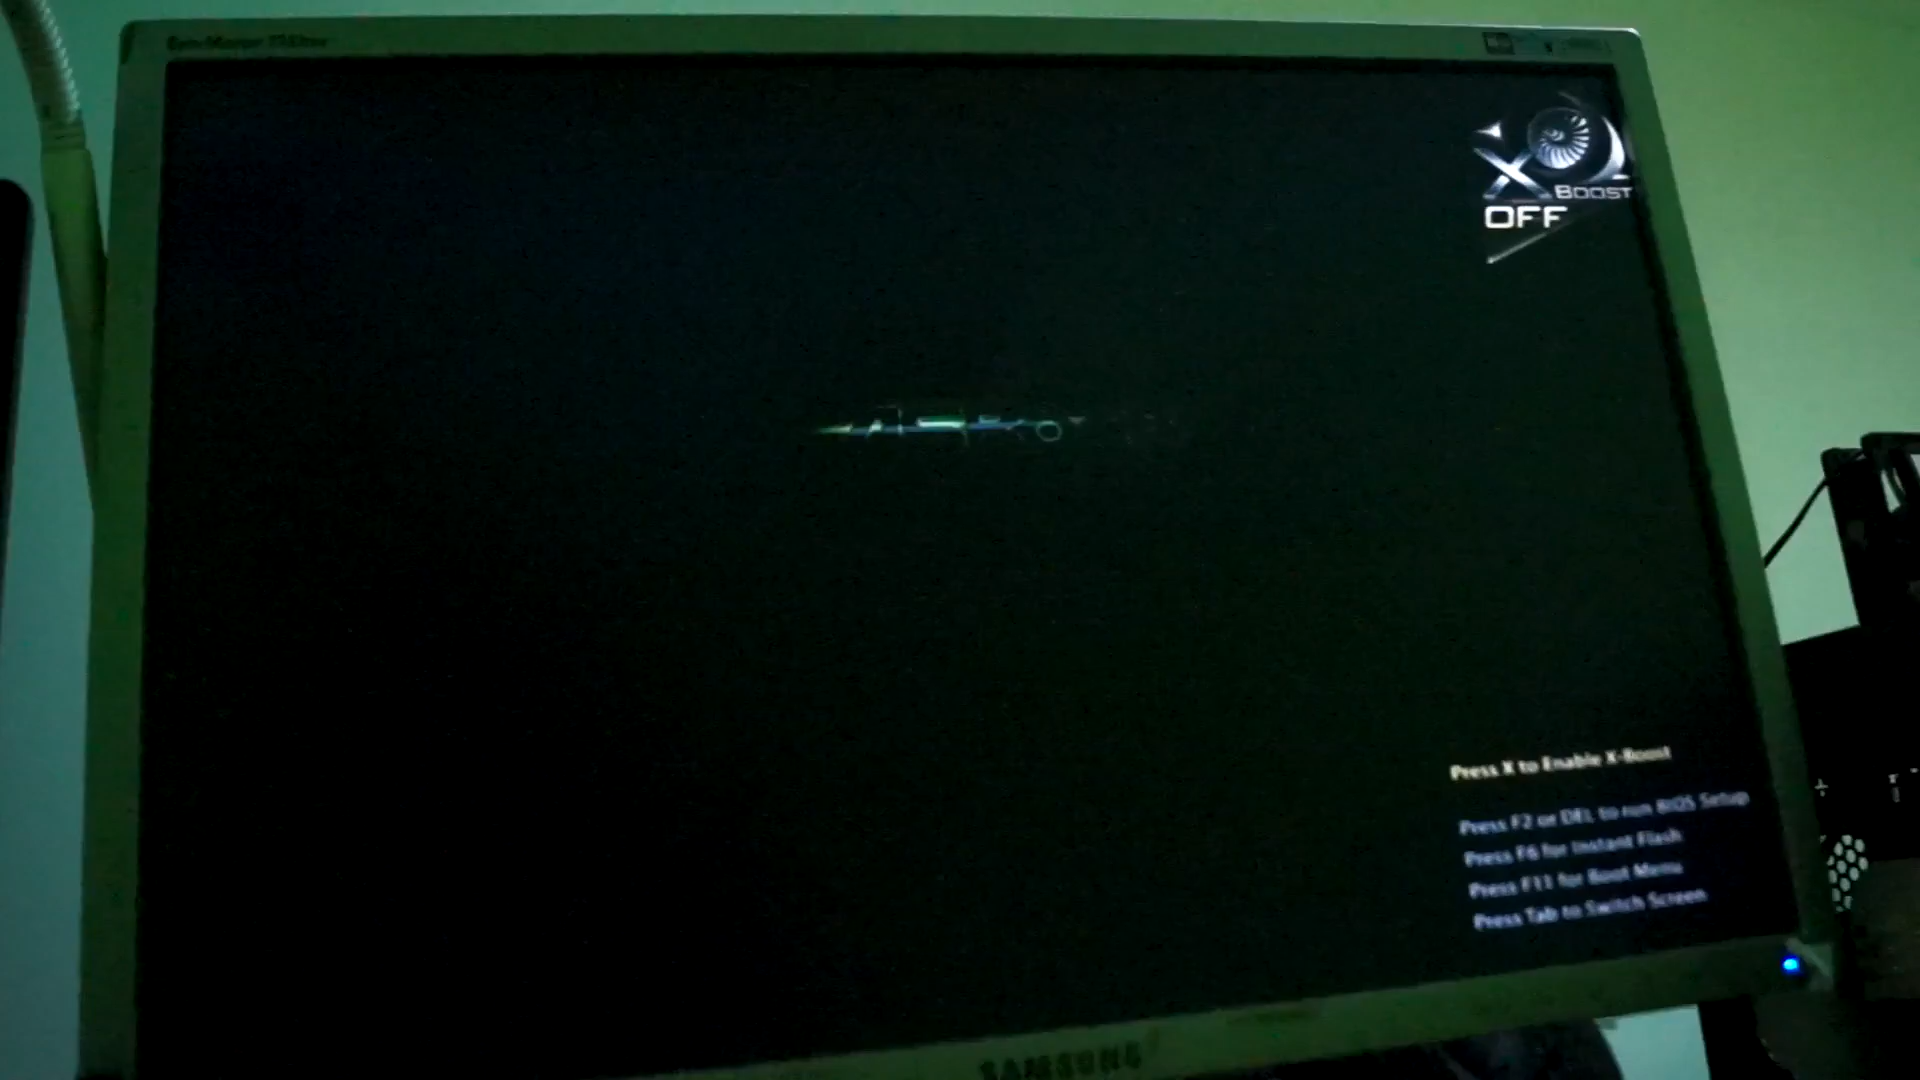 X
BOOST
OFF
Press X to Enable X-Boost
Press F2 or DEL to run BIOS Setup
Press F6 for Instant Flash
Press F11 for Boot Menu
Press Tab to Switch Screen
SAMSUNG